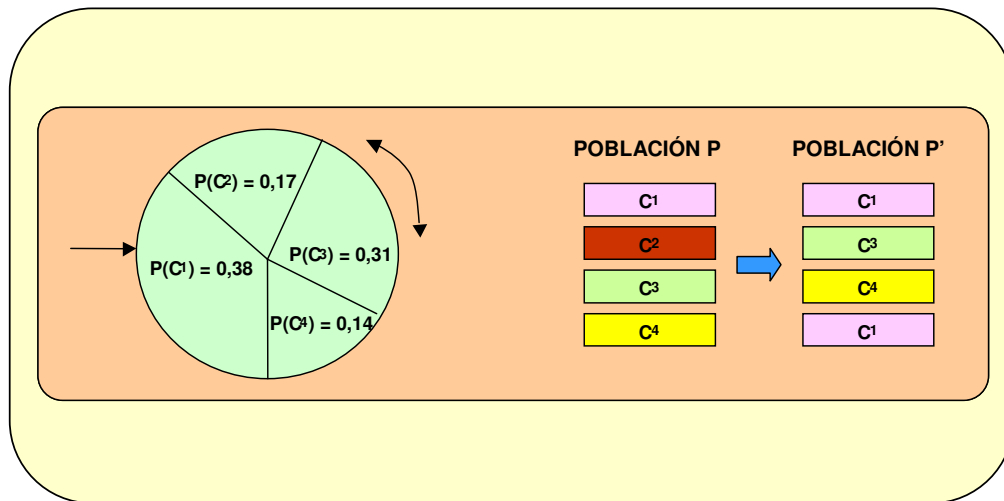 P(C²) = 0,17
P(C³) = 0,31
P(C¹) = 0,38
P(C⁴) = 0,14
POBLACIÓN P
C¹
C²
C³
C⁴
POBLACIÓN P'
C¹
C³
C⁴
C¹